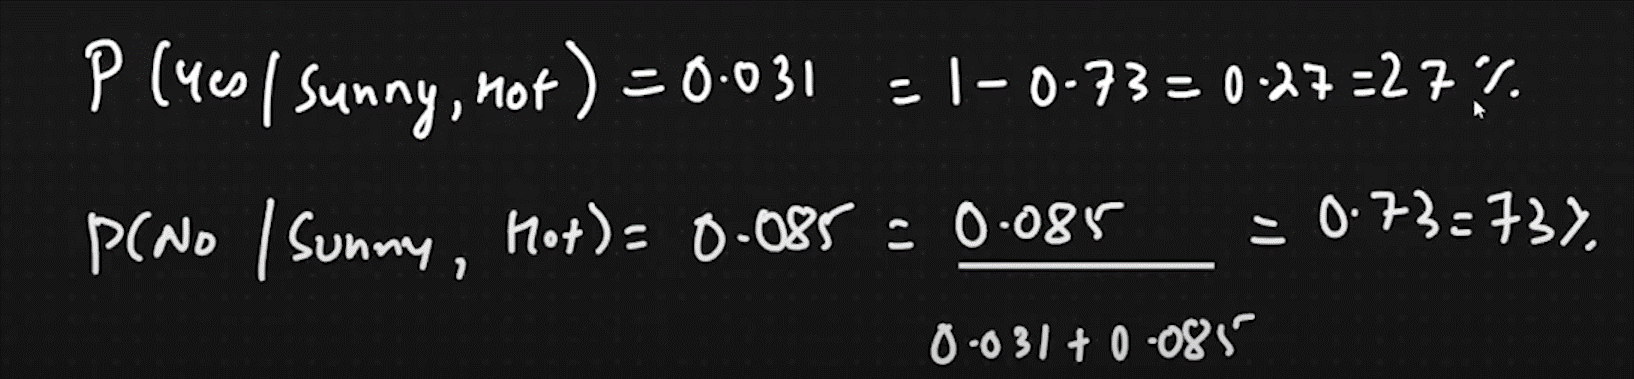 P(Yes/Sunny, Hot) = 0.031 = 1 - 0.73 = 0.27 = 27%.
P(No/Sunny, Hot) = 0.085 = 0.085 = 0.73 = 73%.
0.031 + 0.085